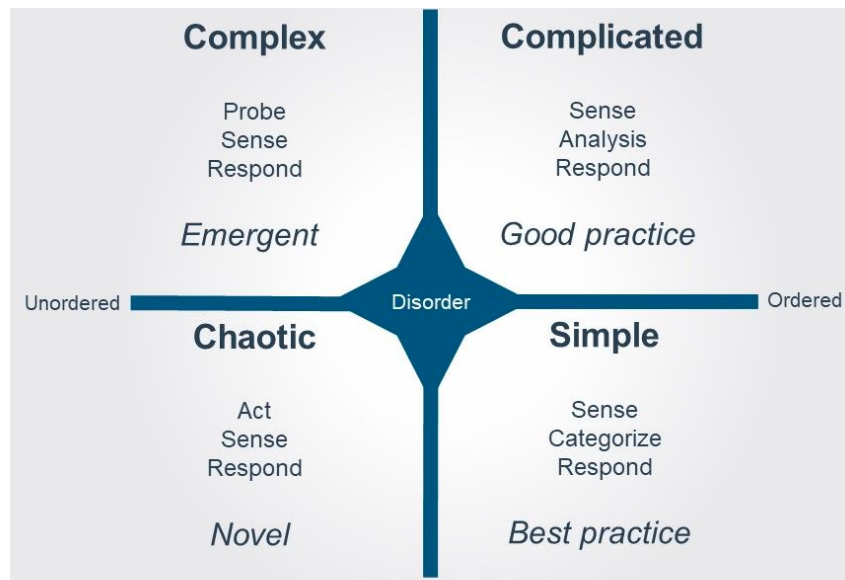 Complex
Probe
Sense
Respond
Emergent
Complicated
Sense
Analysis
Respond
Good practice
Unordered
Disorder
Ordered
Chaotic
Act
Sense
Respond
Novel
Simple
Sense
Categorize
Respond
Best practice